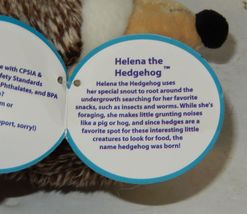 e with CPSIA &
fety Standards
Phthalates, and BPA
m or
port, sorry!)
Helena the
Hedgehog™
Helena the Hedgehog uses
her special snout to root around the
undergrowth searching for her favorite
snacks, such as insects and worms. While she's
foraging, she makes little grunting noises
like a pig or hog, and since hedges are a
favorite spot for these interesting little
creatures to look for food, the
name hedgehog was born!